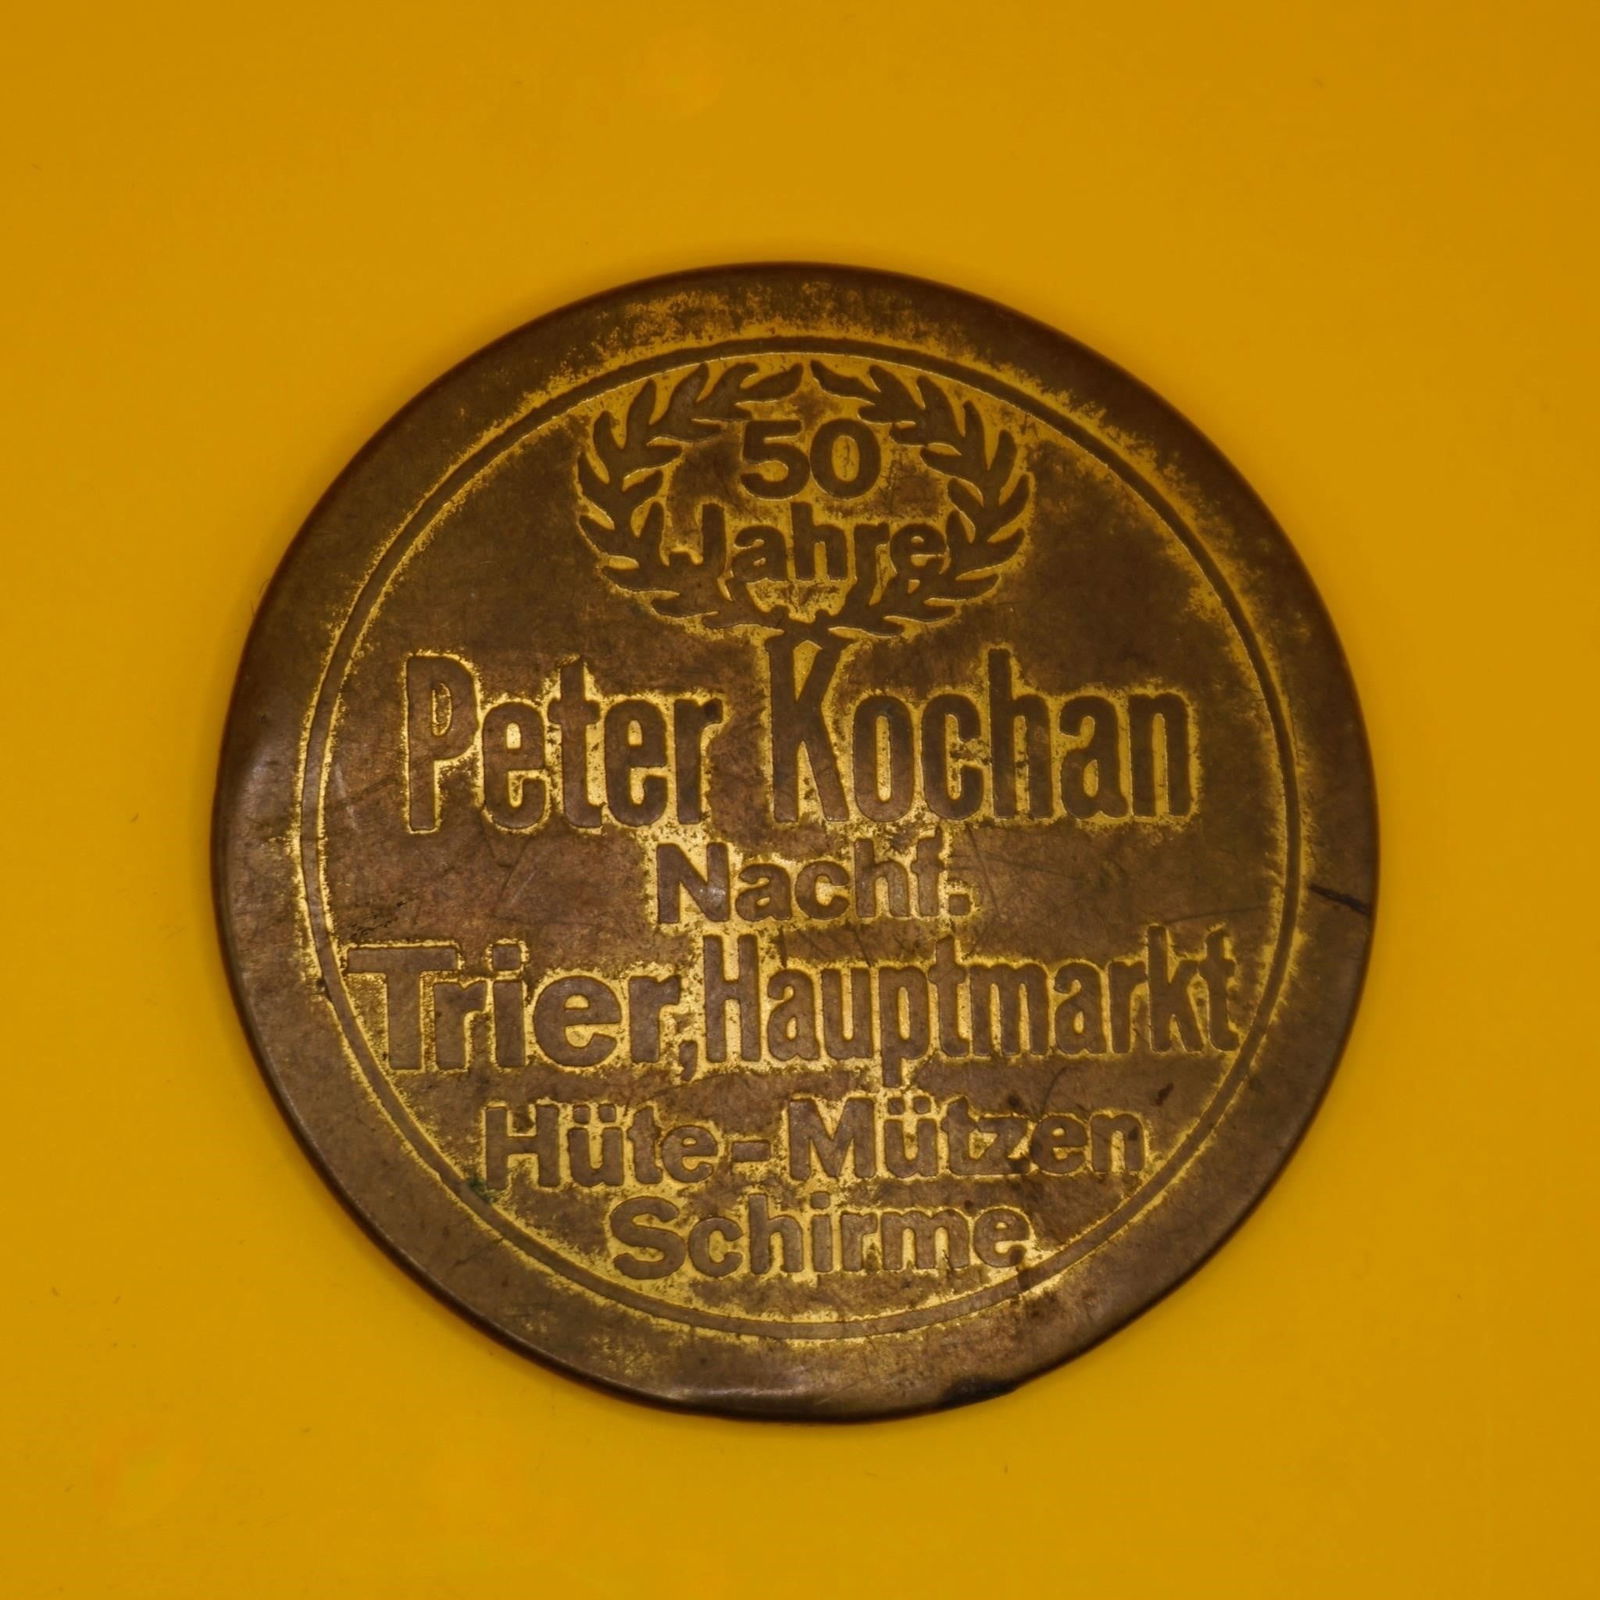 50
Jahre
Peter Kochan
Nachf.
Trier, Hauptmarkt
Hüte-Mützen
Schirme